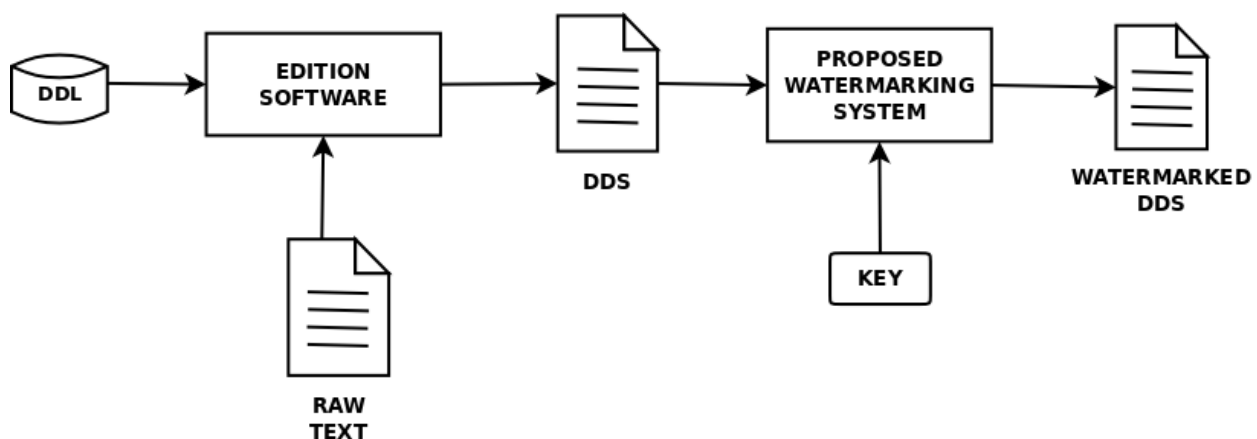 DDL
EDITION
SOFTWARE
DDS
PROPOSED
WATERMARKING
SYSTEM
WATERMARKED
DDS
KEY
RAW
TEXT